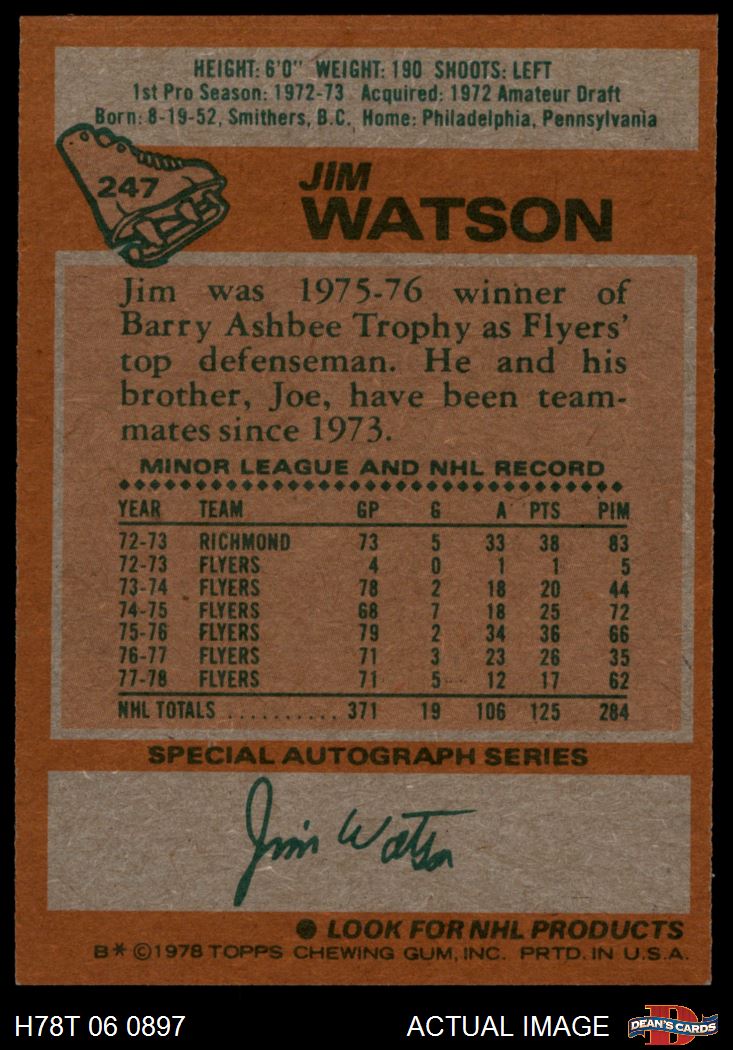 HEIGHT: 6'0" WEIGHT: 190 SHOOTS: LEFT
1st Pro Season: 1972-73 Acquired: 1972 Amateur Draft
Born: 8-19-52, Smithers, B.C. Home: Philadelphia, Pennsylvania
247
JIM
WATSON
Jim was 1975-76 winner of
Barry Ashbee Trophy as Flyers'
top defenseman. He and his
brother, Joe, have been team-
mates since 1973.
MINOR LEAGUE AND NHL RECORD
YEAR TEAM GP G A PTS PIM
72-73 RICHMOND 73 5 33 38 83
72-73 FLYERS 4 0 1 1 5
73-74 FLYERS 78 2 18 20 44
74-75 FLYERS 68 7 18 25 72
75-76 FLYERS 79 2 34 36 66
76-77 FLYERS 71 3 23 26 35
77-78 FLYERS 71 5 12 17 62
NHL TOTALS .......... 371 19 106 125 284
SPECIAL AUTOGRAPH SERIES
Jim Watson
● LOOK FOR NHL PRODUCTS
B* ©1978 TOPPS CHEWING GUM, INC. PRTD. IN U.S.A.
H78T 06 0897 ACTUAL IMAGE DEAN'S CARDS